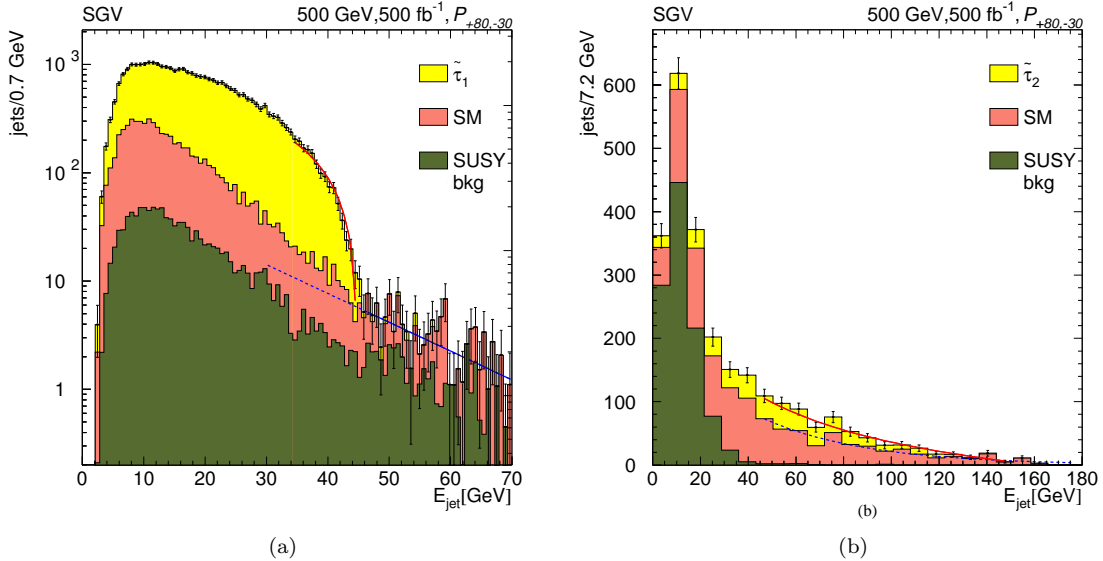 SGV 500 GeV,500 fb⁻¹, P+80,-30
jets/0.7 GeV
10³
10²
10
1
τ̃₁
SM
SUSY
bkg
0 10 20 30 40 50 60 70
E_jet[GeV]
(a)
SGV 500 GeV,500 fb⁻¹, P+80,-30
jets/7.2 GeV
600
500
400
300
200
100
0
τ̃₂
SM
SUSY
bkg
0 20 40 60 80 100 120 140 160 180
E_jet[GeV]
(b)
(b)